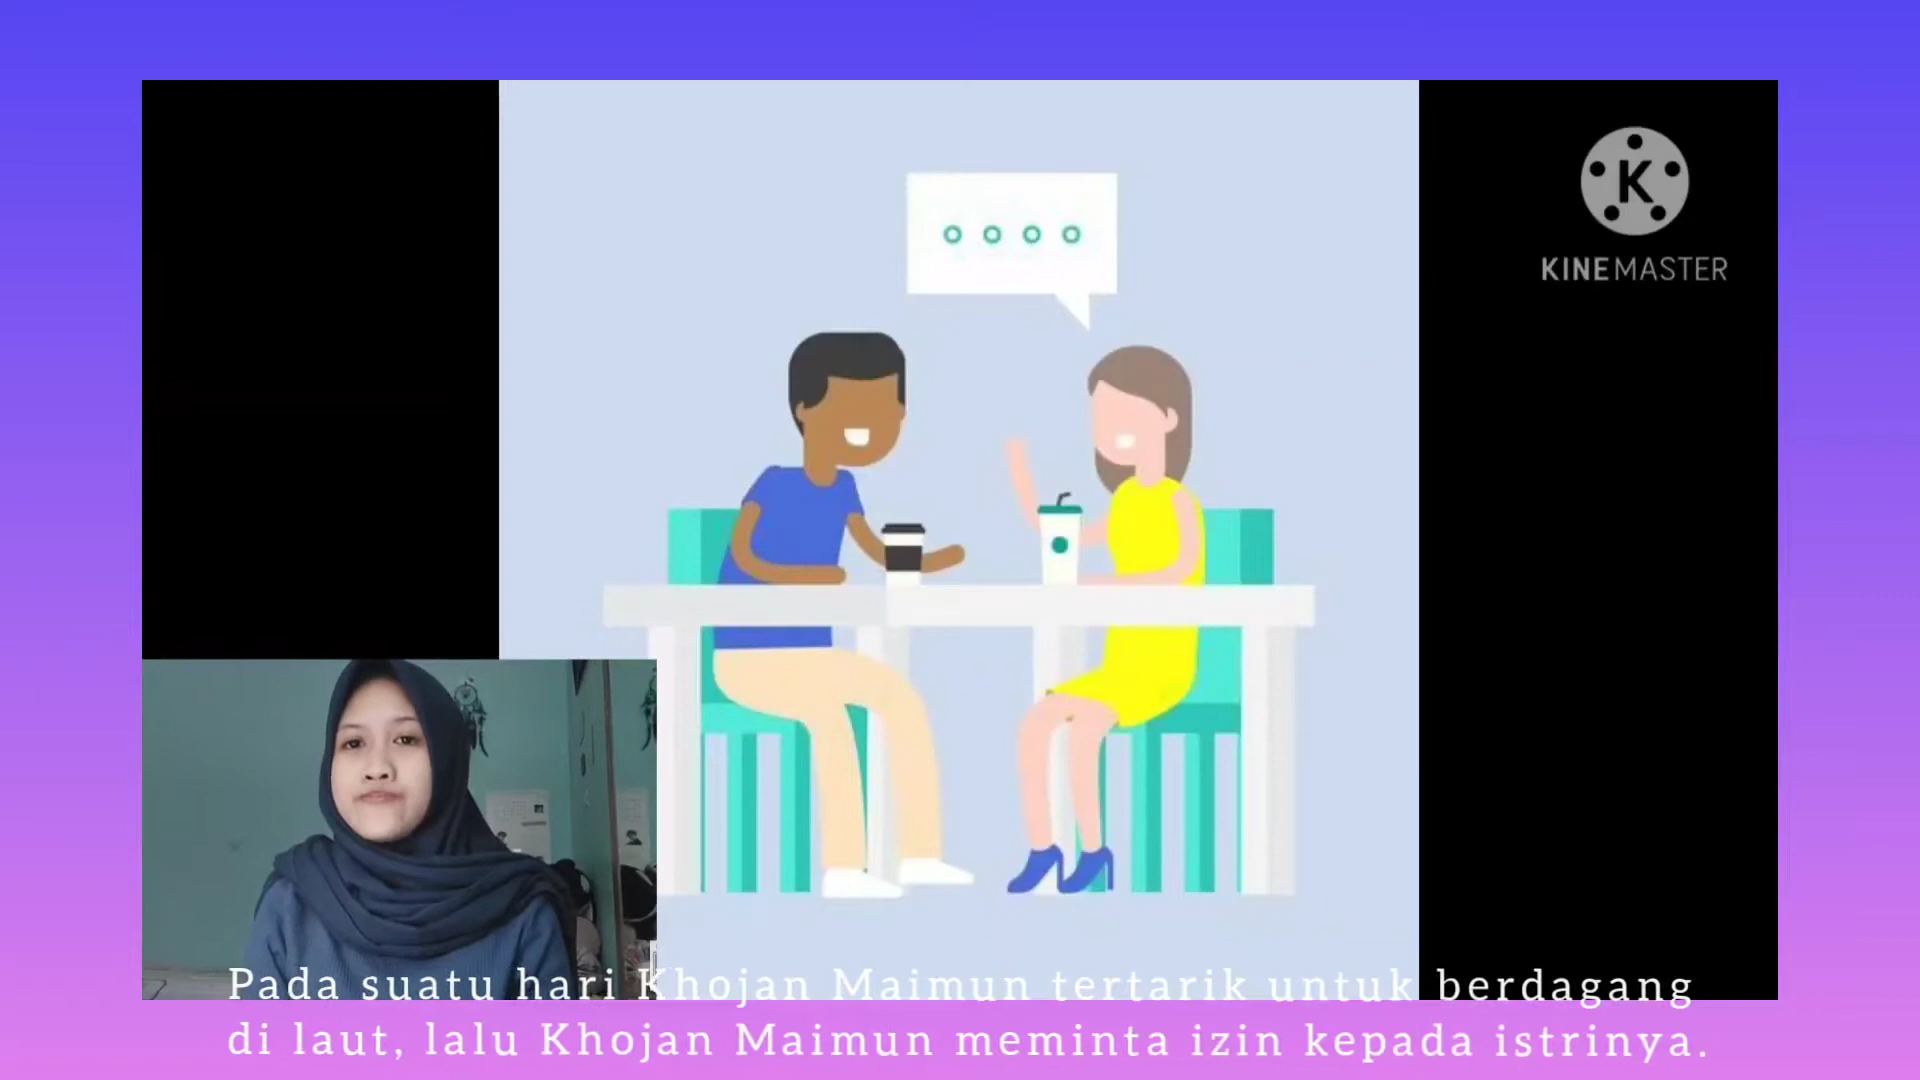 K
KINEMASTER
Pada suatu hari Khojan Maimun tertarik untuk berdagang
di laut, lalu Khojan Maimun meminta izin kepada istrinya.